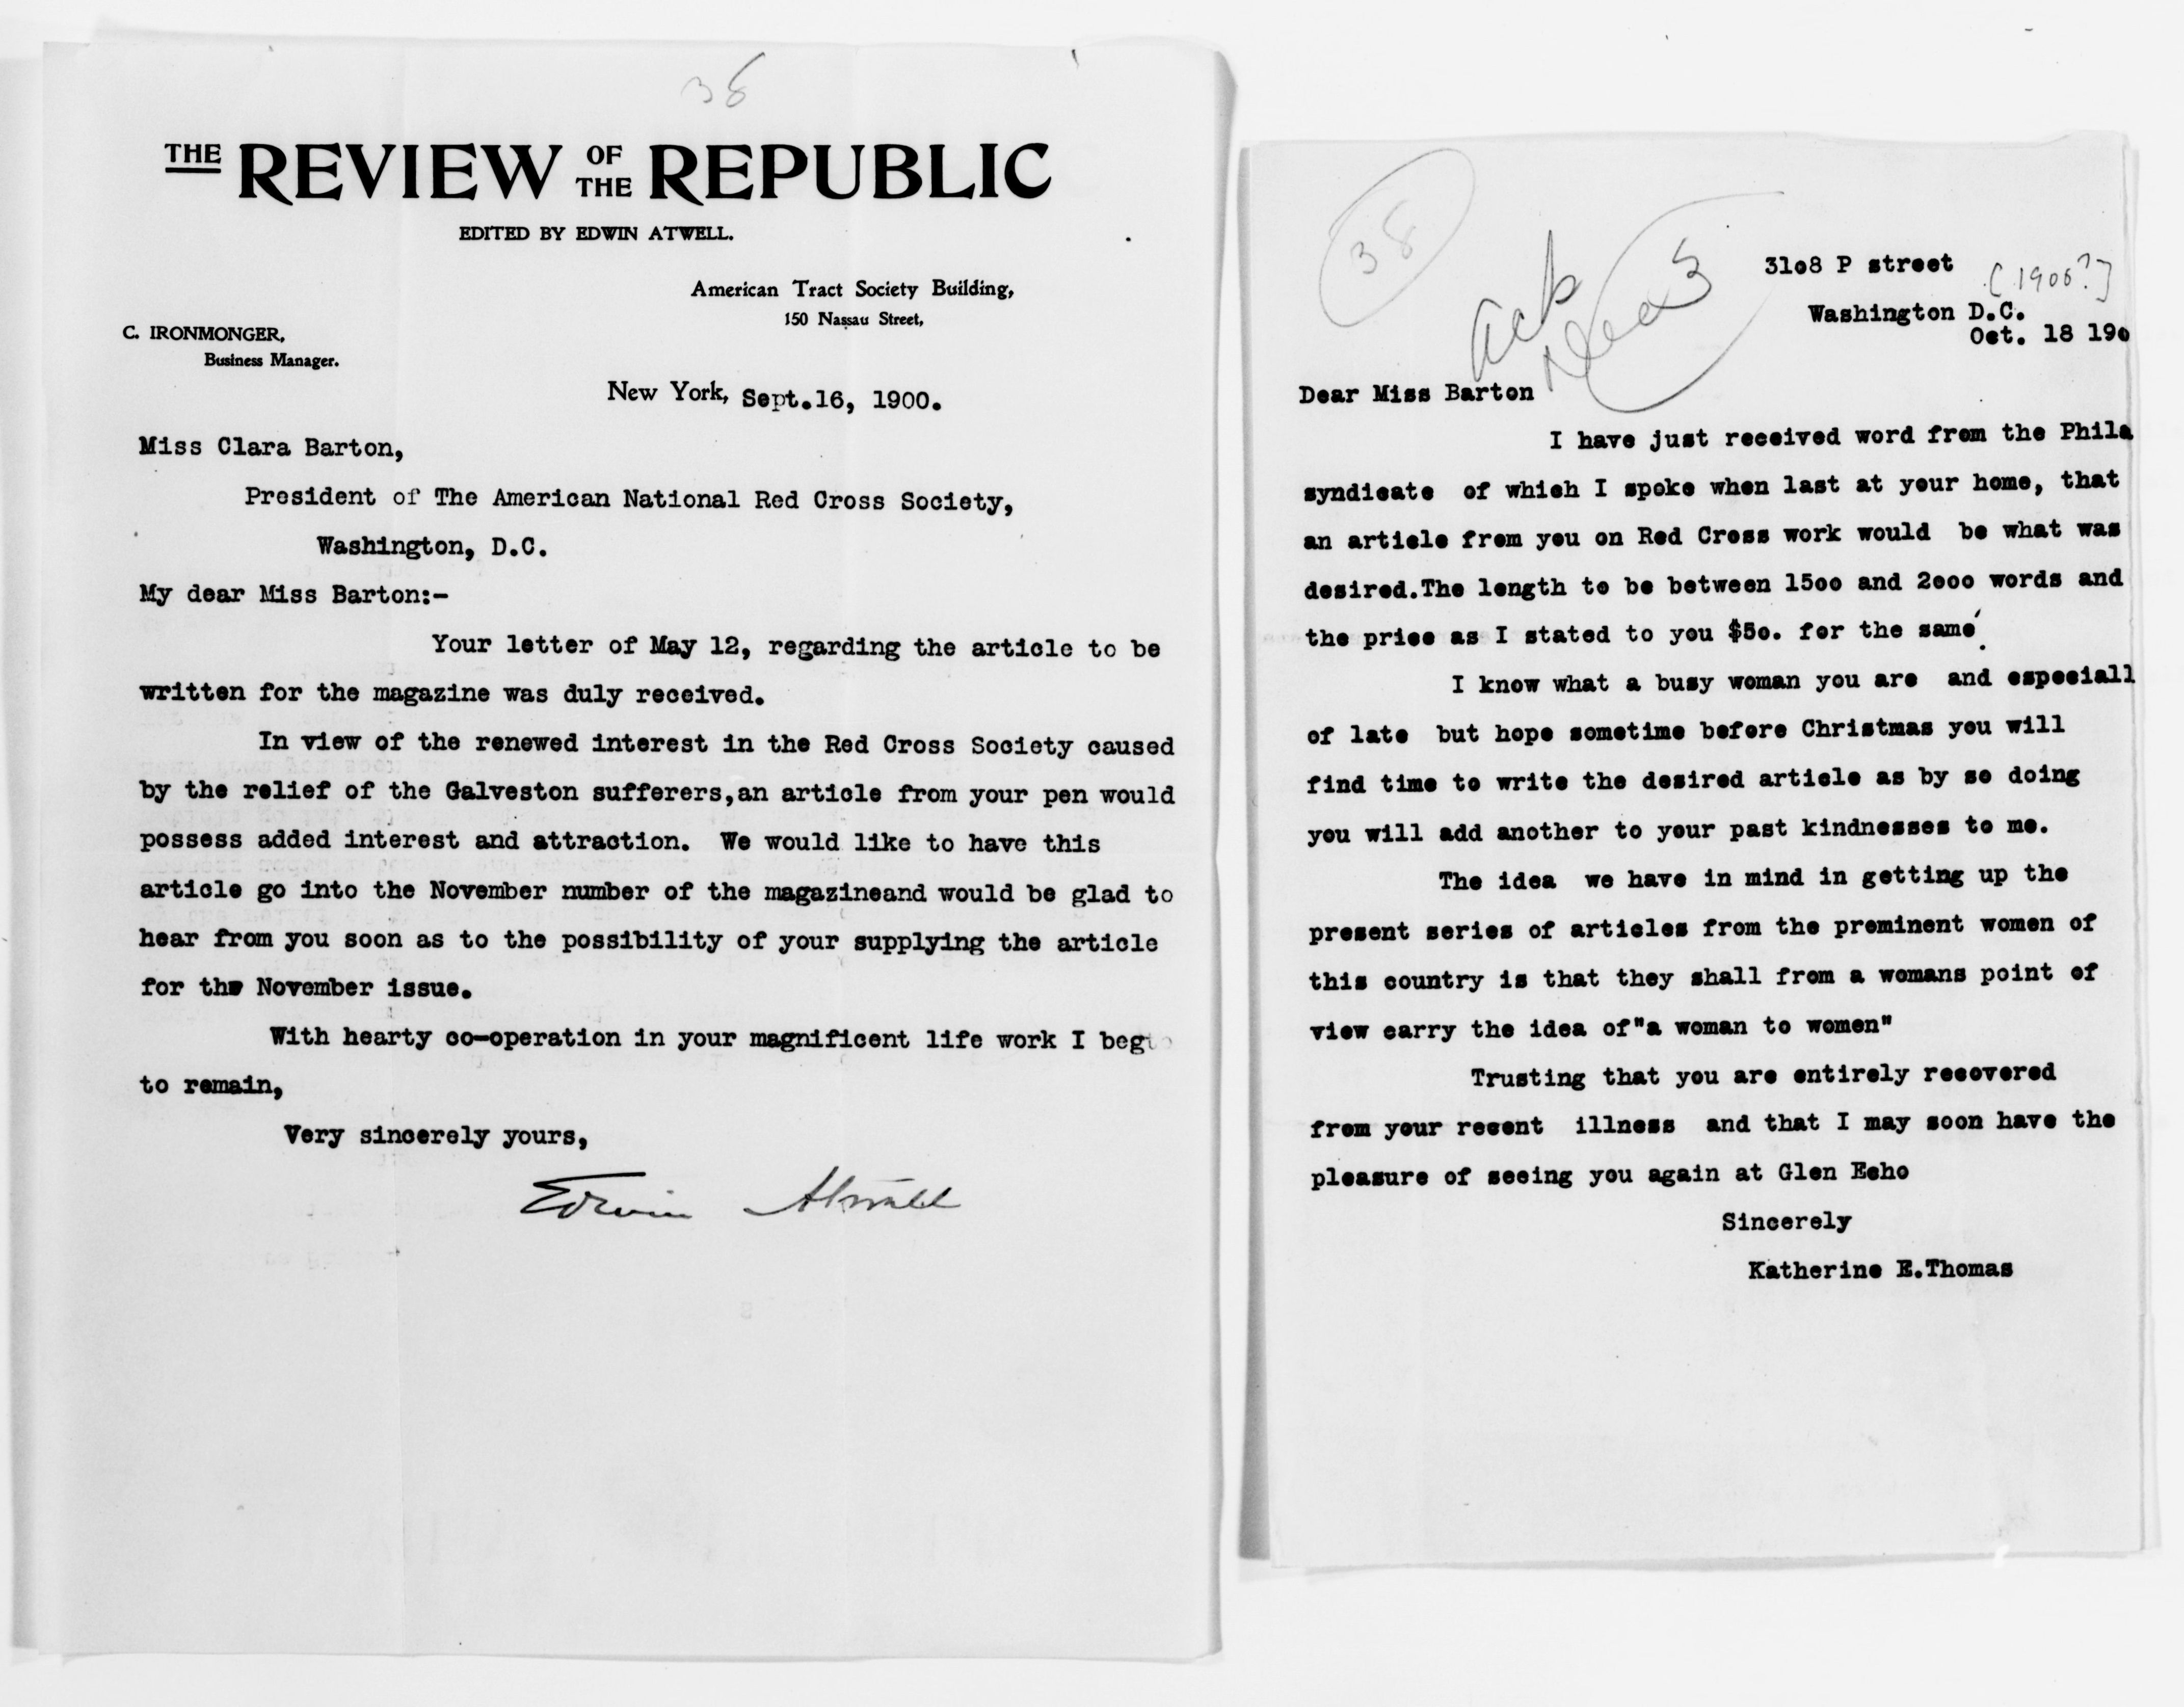 38
THE REVIEW OF THE REPUBLIC
EDITED BY EDWIN ATWELL.
American Tract Society Building,
150 Nassau Street,
C. IRONMONGER,
Business Manager.
New York, Sept.16, 1900.
Miss Clara Barton,
President of The American National Red Cross Society,
Washington, D.C.
My dear Miss Barton:-
Your letter of May 12, regarding the article to be
written for the magazine was duly received.
In view of the renewed interest in the Red Cross Society caused
by the relief of the Galveston sufferers,an article from your pen would
possess added interest and attraction. We would like to have this
article go into the November number of the magazineand would be glad to
hear from you soon as to the possibility of your supplying the article
for the November issue.
With hearty co-operation in your magnificent life work I beg
to remain,
Very sincerely yours,
Edwin Atwell
38
Ack
3108 P street
[1900?]
Washington D.C.
Oct. 18 190
Dear Miss Barton
I have just received word from the Phila
syndicate of which I spoke when last at your home, that
an article from you on Red Cross work would be what was
desired.The length to be between 1500 and 2000 words and
the price as I stated to you $50. for the same.
I know what a busy woman you are and especiall
of late but hope sometime before Christmas you will
find time to write the desired article as by so doing
you will add another to your past kindnesses to me.
The idea we have in mind in getting up the
present series of articles from the prominent women of
this country is that they shall from a womans point of
view carry the idea of"a woman to women"
Trusting that you are entirely recovered
from your recent illness and that I may soon have the
pleasure of seeing you again at Glen Echo
Sincerely
Katherine E.Thomas